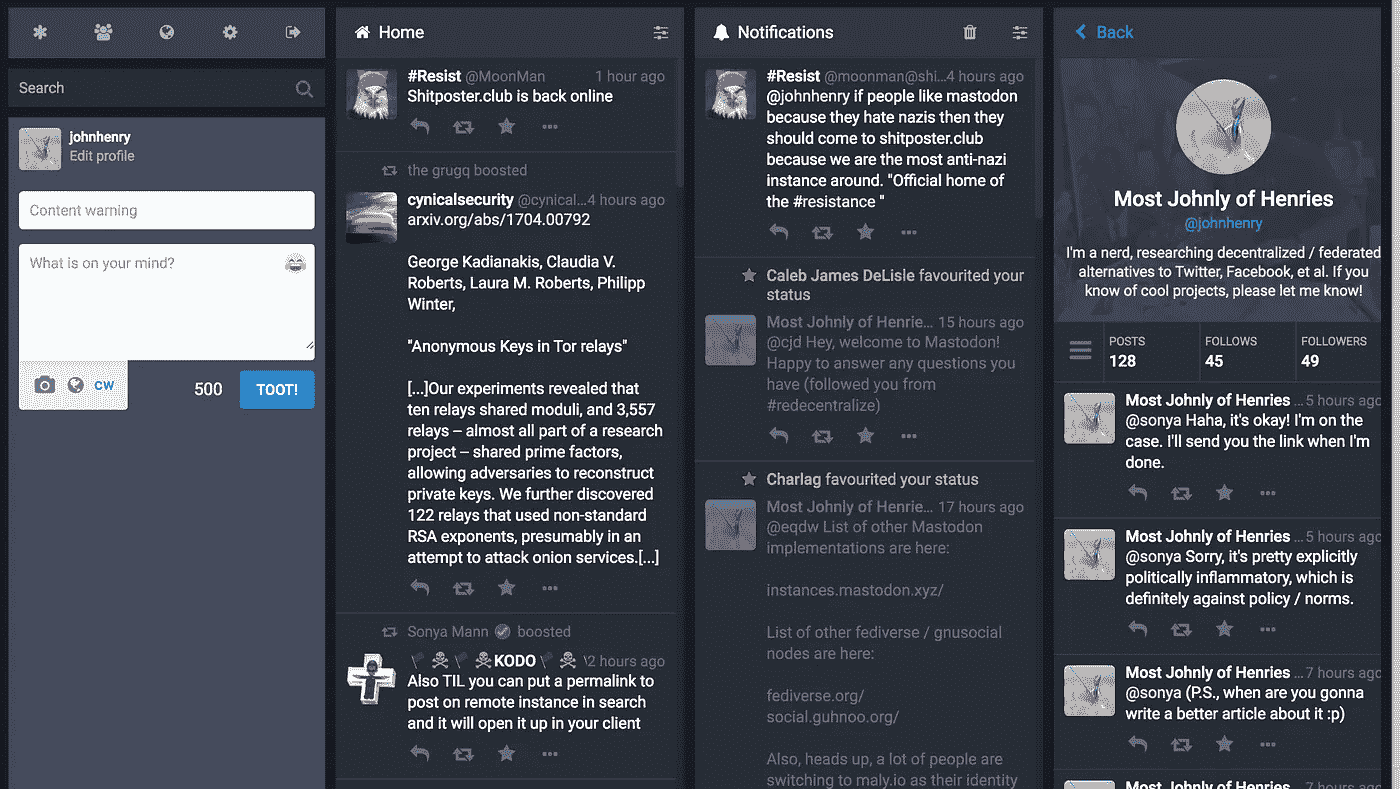 Search
johnhenry
Edit profile
Content warning
What is on your mind?
CW
500
TOOT!
Home
#Resist @MoonMan 1 hour ago
Shitposter.club is back online
the grugq boosted
cynicalsecurity @cynical...4 hours ago
arxiv.org/abs/1704.00792
George Kadianakis, Claudia V.
Roberts, Laura M. Roberts, Philipp
Winter,
"Anonymous Keys in Tor relays"
[...]Our experiments revealed that
ten relays shared moduli, and 3,557
relays – almost all part of a research
project – shared prime factors,
allowing adversaries to reconstruct
private keys. We further discovered
122 relays that used non-standard
RSA exponents, presumably in an
attempt to attack onion services.[...]
Sonya Mann boosted
KODO 2 hours ago
Also TIL you can put a permalink to
post on remote instance in search
and it will open it up in your client
Notifications
#Resist @moonman@shi...4 hours ago
@johnhenry if people like mastodon
because they hate nazis then they
should come to shitposter.club
because we are the most anti-nazi
instance around. "Official home of
the #resistance "
Caleb James DeLisle favourited your
status
Most Johnly of Henrie... 15 hours ago
@cjd Hey, welcome to Mastodon!
Happy to answer any questions you
have (followed you from
#redecentralize)
Charlag favourited your status
Most Johnly of Henrie... 17 hours ago
@eqdw List of other Mastodon
implementations are here:
instances.mastodon.xyz/
List of other fediverse / gnusocial
nodes are here:
fediverse.org/
social.guhnoo.org/
Also, heads up, a lot of people are
switching to maly.io as their identity
Back
Most Johnly of Henries
@johnhenry
I'm a nerd, researching decentralized / federated
alternatives to Twitter, Facebook, et al. If you
know of cool projects, please let me know!
POSTS
128
FOLLOWS
45
FOLLOWERS
49
Most Johnly of Henries ...5 hours ago
@sonya Haha, it's okay! I'm on the
case. I'll send you the link when I'm
done.
Most Johnly of Henries ...5 hours ago
@sonya Sorry, it's pretty explicitly
politically inflammatory, which is
definitely against policy / norms.
Most Johnly of Henries ...7 hours ago
@sonya (P.S., when are you gonna
write a better article about it :p)
Most Johnly of Henries ...7 hours ago